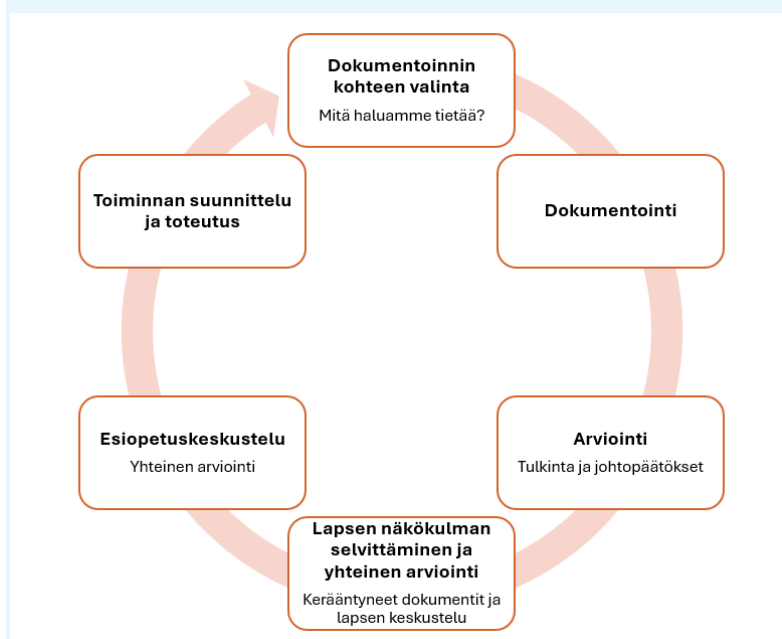 Dokumentoinnin
kohteen valinta
Mitä haluamme tietää?
Dokumentointi
Arviointi
Tulkinta ja johtopäätökset
Lapsen näkökulman
selvittäminen ja
yhteinen arviointi
Kerääntyneet dokumentit ja
lapsen keskustelu
Esiopetuskeskustelu
Yhteinen arviointi
Toiminnan suunnittelu
ja toteutus